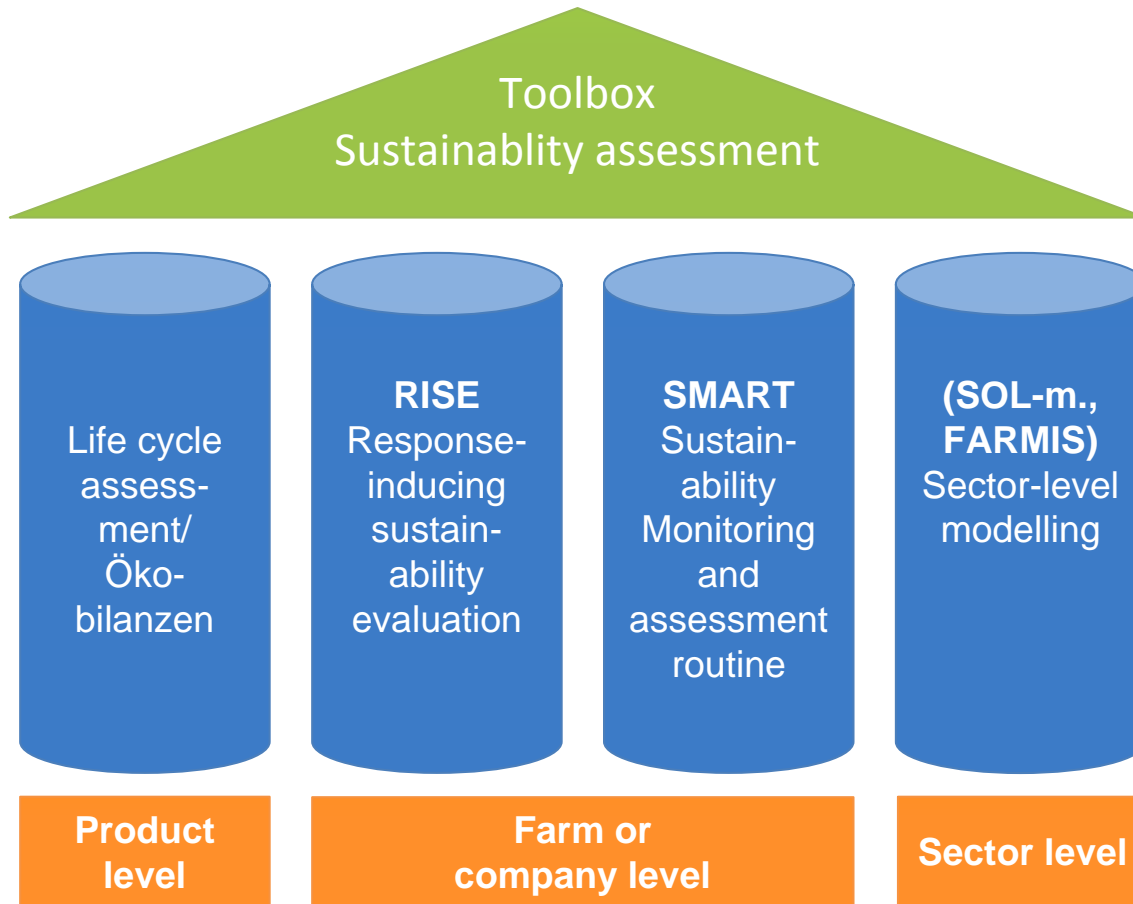 Toolbox
Sustainablity assessment
Life cycle
assess-
ment/
Öko-
bilanzen
RISE
Response-
inducing
sustain-
ability
evaluation
SMART
Sustain-
ability
Monitoring
and
assessment
routine
(SOL-m.,
FARMIS)
Sector-level
modelling
Product
level
Farm or
company level
Sector level